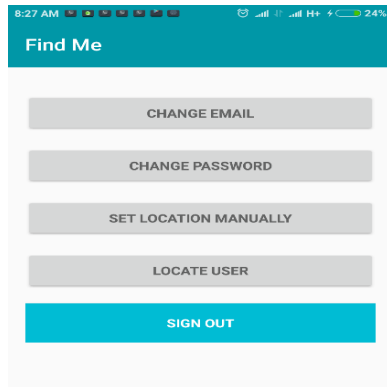 8:27 AM H+ 24%
Find Me
CHANGE EMAIL
CHANGE PASSWORD
SET LOCATION MANUALLY
LOCATE USER
SIGN OUT